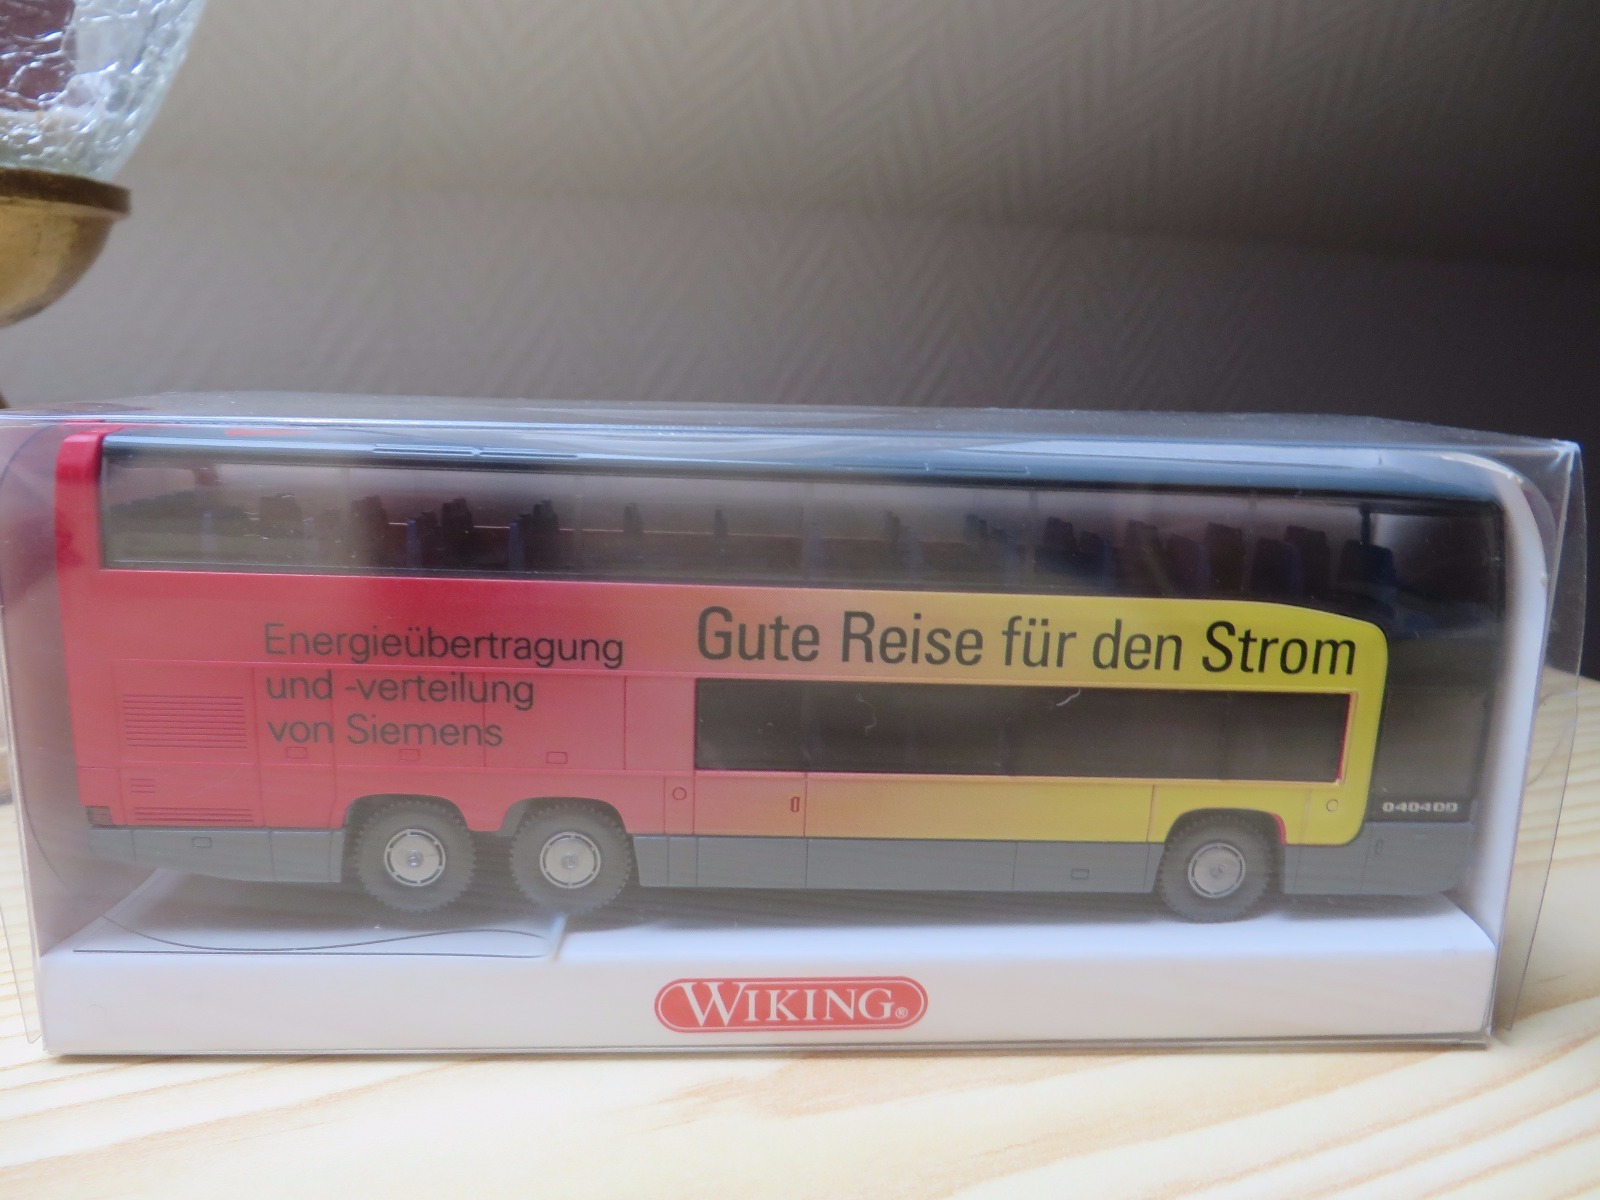 Energieübertragung
und -verteilung
von Siemens
Gute Reise für den Strom
O404DD
WIKING®